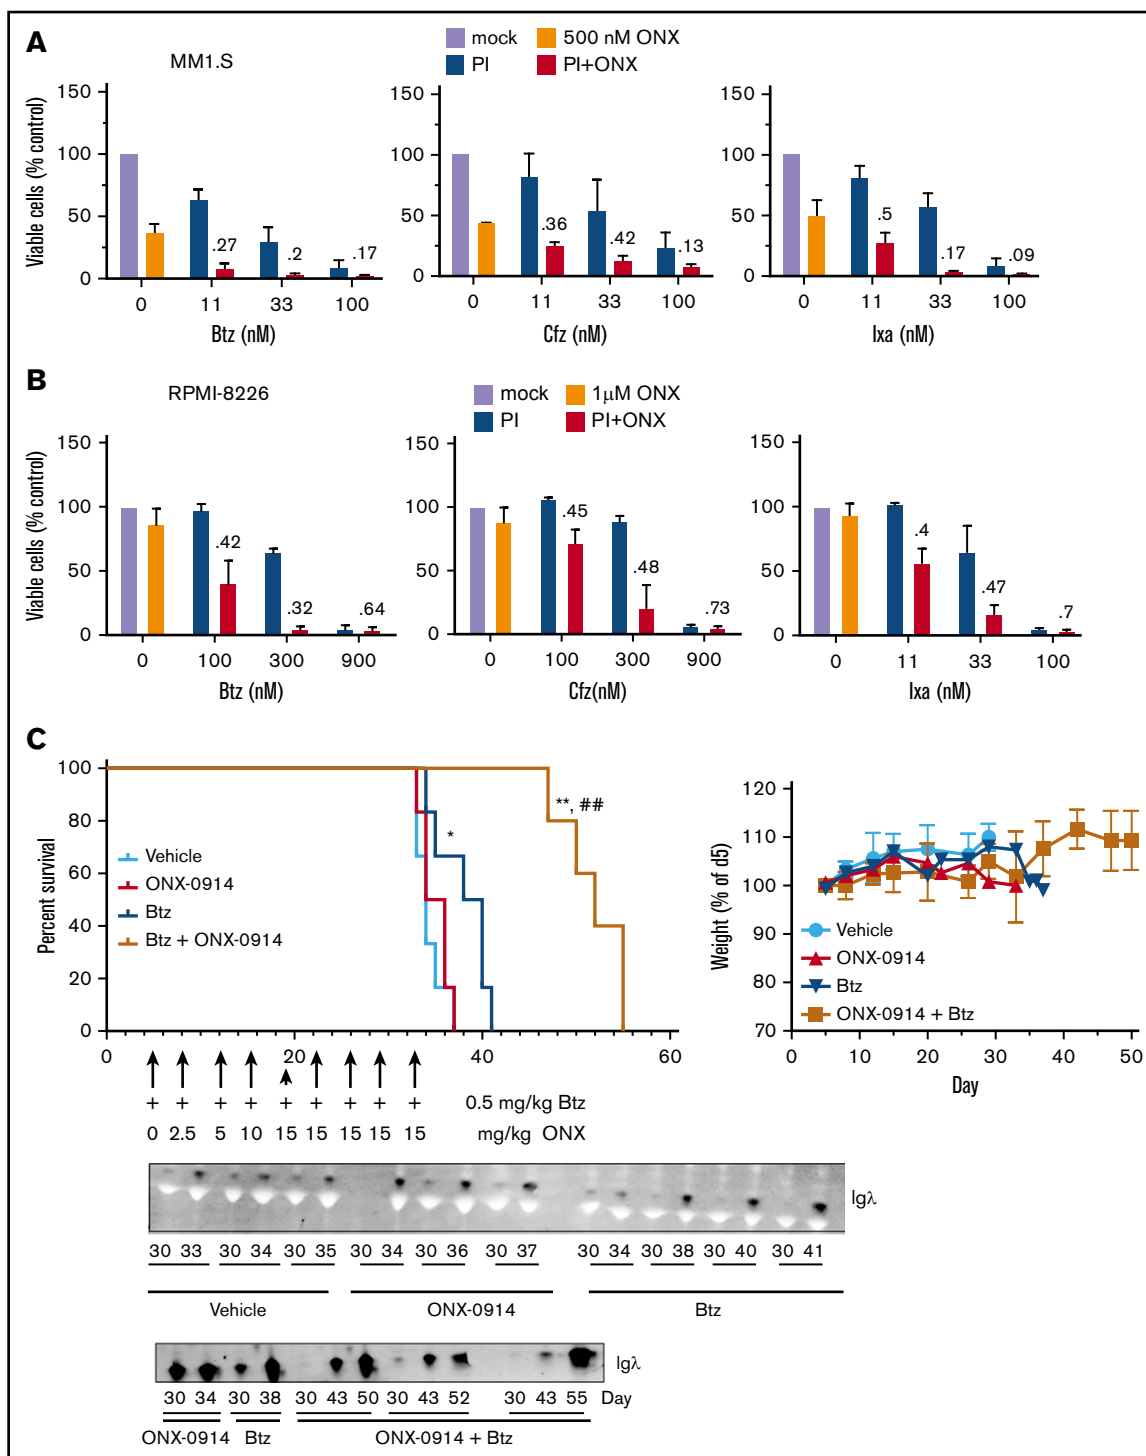 A
MM1.S
mock
500 nM ONX
PI
PI+ONX
Viable cells (% control)
150
100
50
0
.27
.2
.17
0 11 33 100
Btz (nM)
150
100
50
0
.36
.42
.13
0 11 33 100
Cfz (nM)
150
100
50
0
.5
.17
.09
0 11 33 100
Ixa (nM)
B
RPMI-8226
mock
1µM ONX
PI
PI+ONX
Viable cells (% control)
150
100
50
0
.42
.32
.64
0 100 300 900
Btz (nM)
150
100
50
0
.45
.48
.73
0 100 300 900
Cfz(nM)
150
100
50
0
.4
.47
.7
0 11 33 100
Ixa (nM)
C
Percent survival
100
80
60
40
20
0
*
**, ##
Vehicle
ONX-0914
Btz
Btz + ONX-0914
0 20 40 60
+ + + + + + + + + 0.5 mg/kg Btz
0 2.5 5 10 15 15 15 15 15 mg/kg ONX
Weight (% of d5)
120
110
100
90
80
70
Vehicle
ONX-0914
Btz
ONX-0914 + Btz
0 10 20 30 40 50
Day
Igλ
30 33 30 34 30 35 30 34 30 36 30 37 30 34 30 38 30 40 30 41
Vehicle ONX-0914 Btz
Igλ
30 34 30 38 30 43 50 30 43 52 30 43 55 Day
ONX-0914 Btz ONX-0914 + Btz